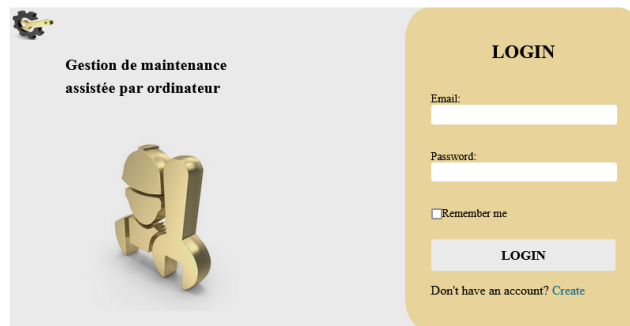 Gestion de maintenance
assistée par ordinateur
LOGIN
Email:
Password:
Remember me
LOGIN
Don't have an account? Create